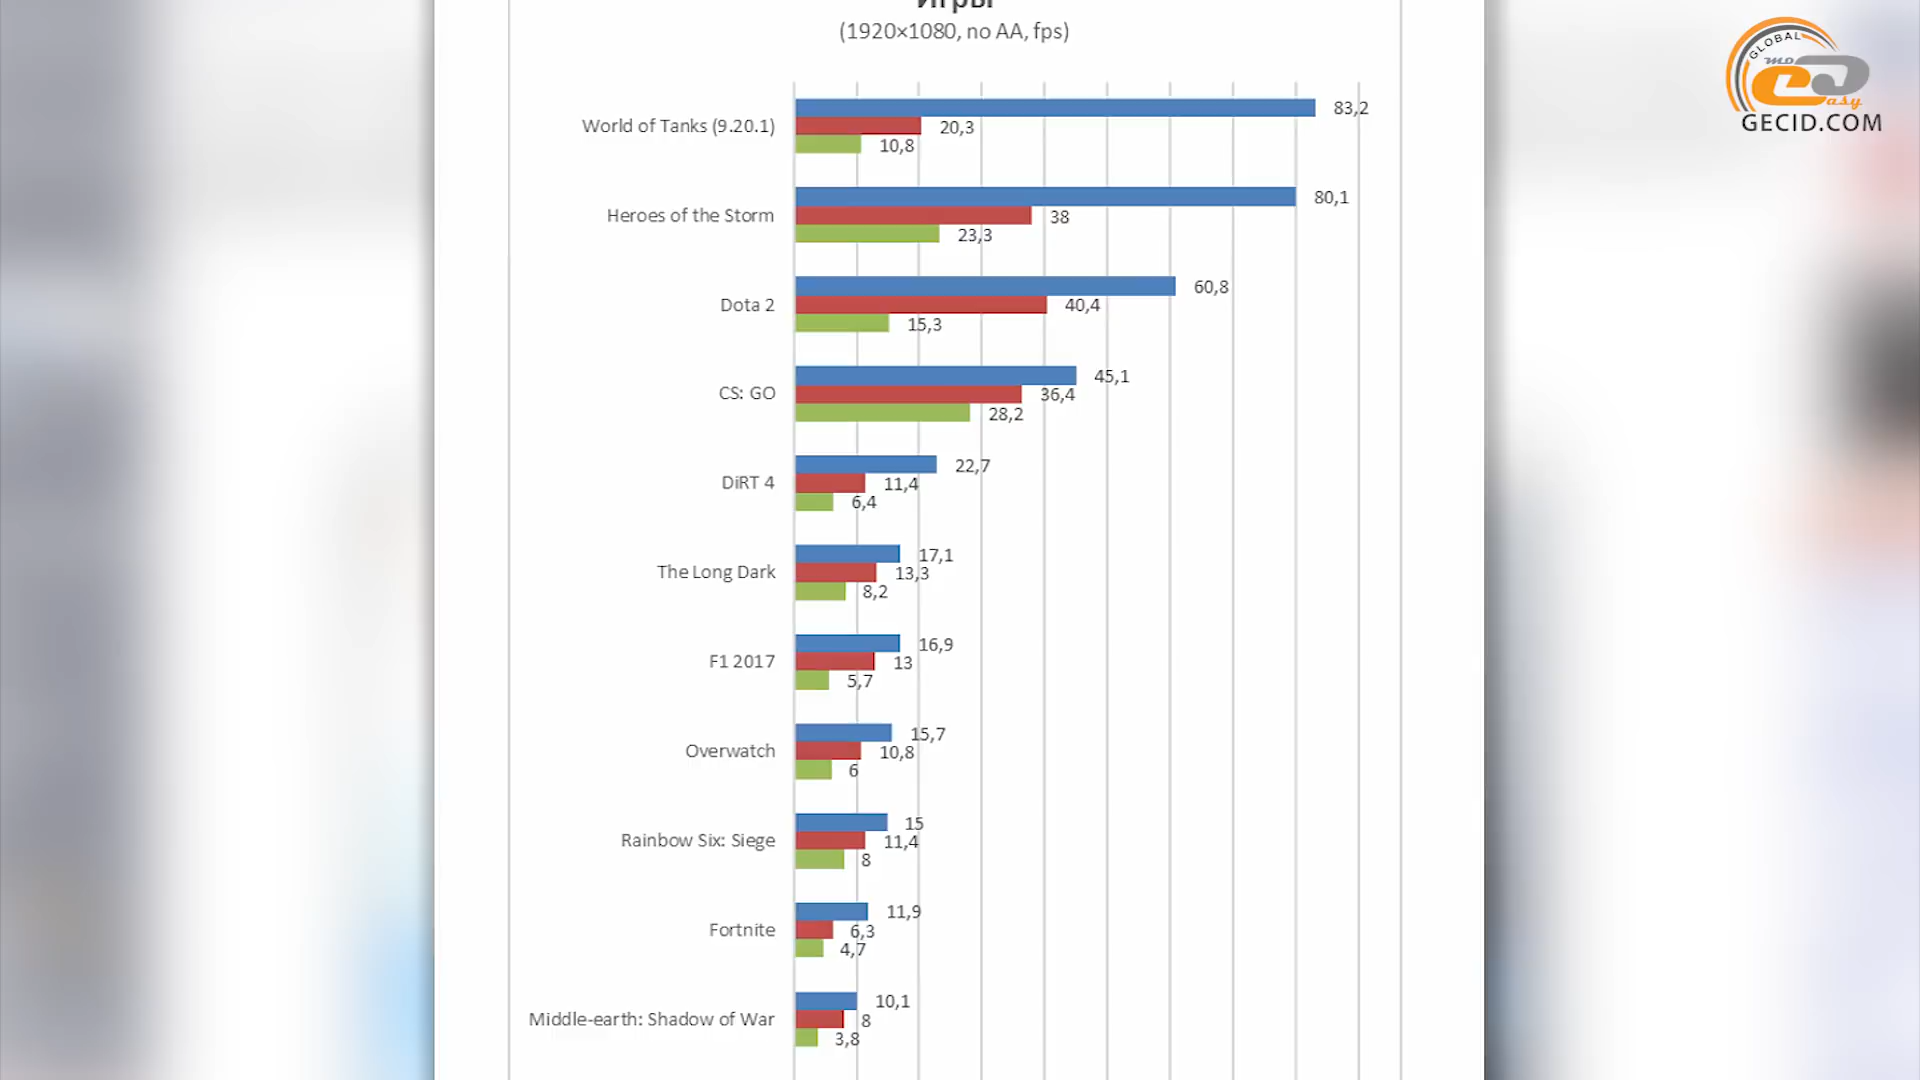 Игры
(1920×1080, no AA, fps)
GLOBAL
easy
GECID.COM
World of Tanks (9.20.1)
83,2
20,3
10,8
Heroes of the Storm
80,1
38
23,3
Dota 2
60,8
40,4
15,3
CS: GO
45,1
36,4
28,2
DiRT 4
22,7
11,4
6,4
The Long Dark
17,1
13,3
8,2
F1 2017
16,9
13
5,7
Overwatch
15,7
10,8
6
Rainbow Six: Siege
15
11,4
8
Fortnite
11,9
6,3
4,7
Middle-earth: Shadow of War
10,1
8
3,8